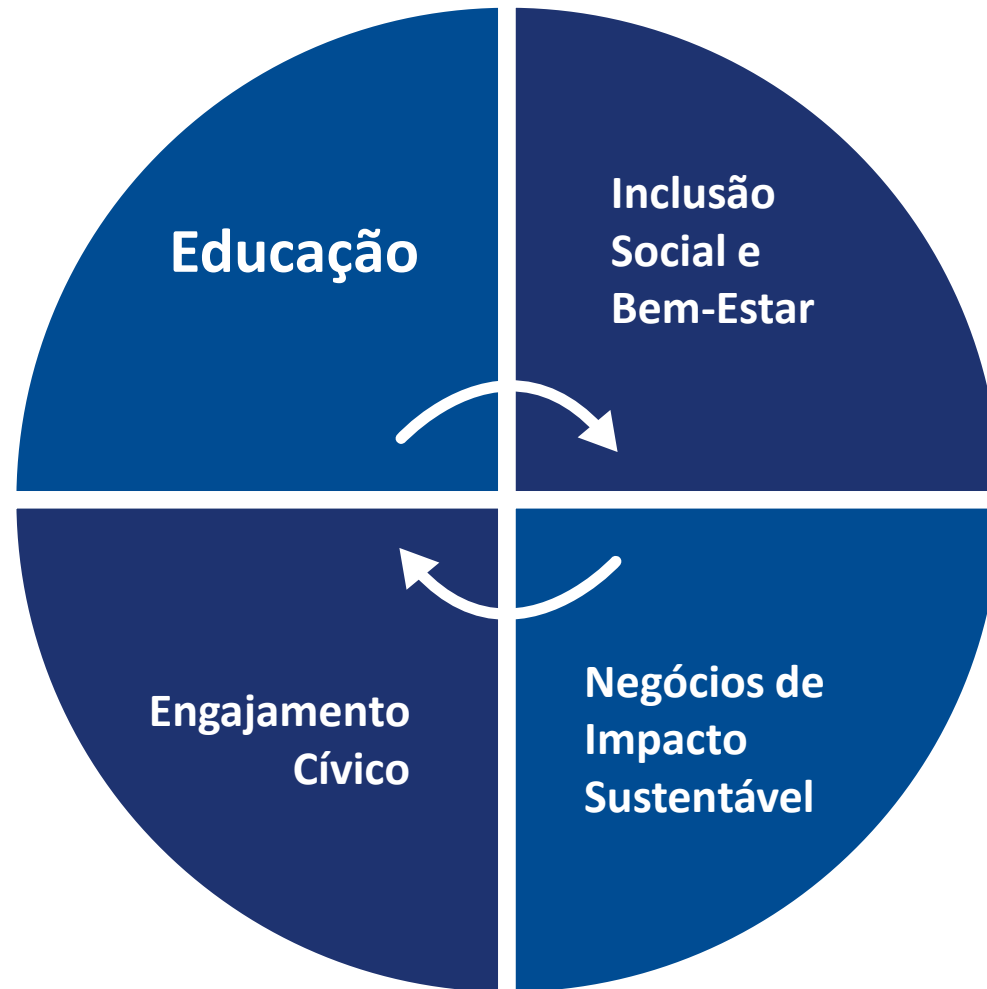 Educação
Inclusão
Social e
Bem-Estar
Engajamento
Cívico
Negócios de
Impacto
Sustentável